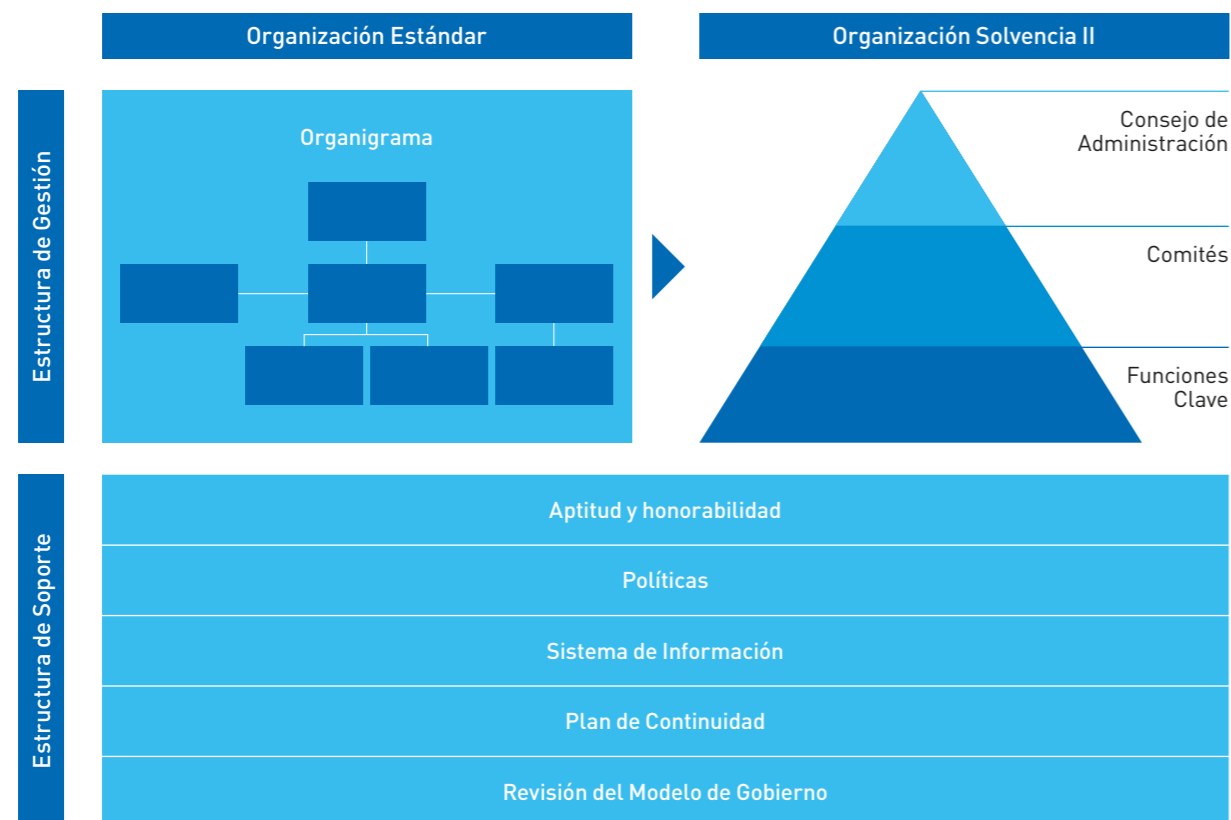 Organización Estándar
Organización Solvencia II
Estructura de Gestión
Organigrama
Consejo de
Administración
Comités
Funciones
Clave
Estructura de Soporte
Aptitud y honorabilidad
Políticas
Sistema de Información
Plan de Continuidad
Revisión del Modelo de Gobierno